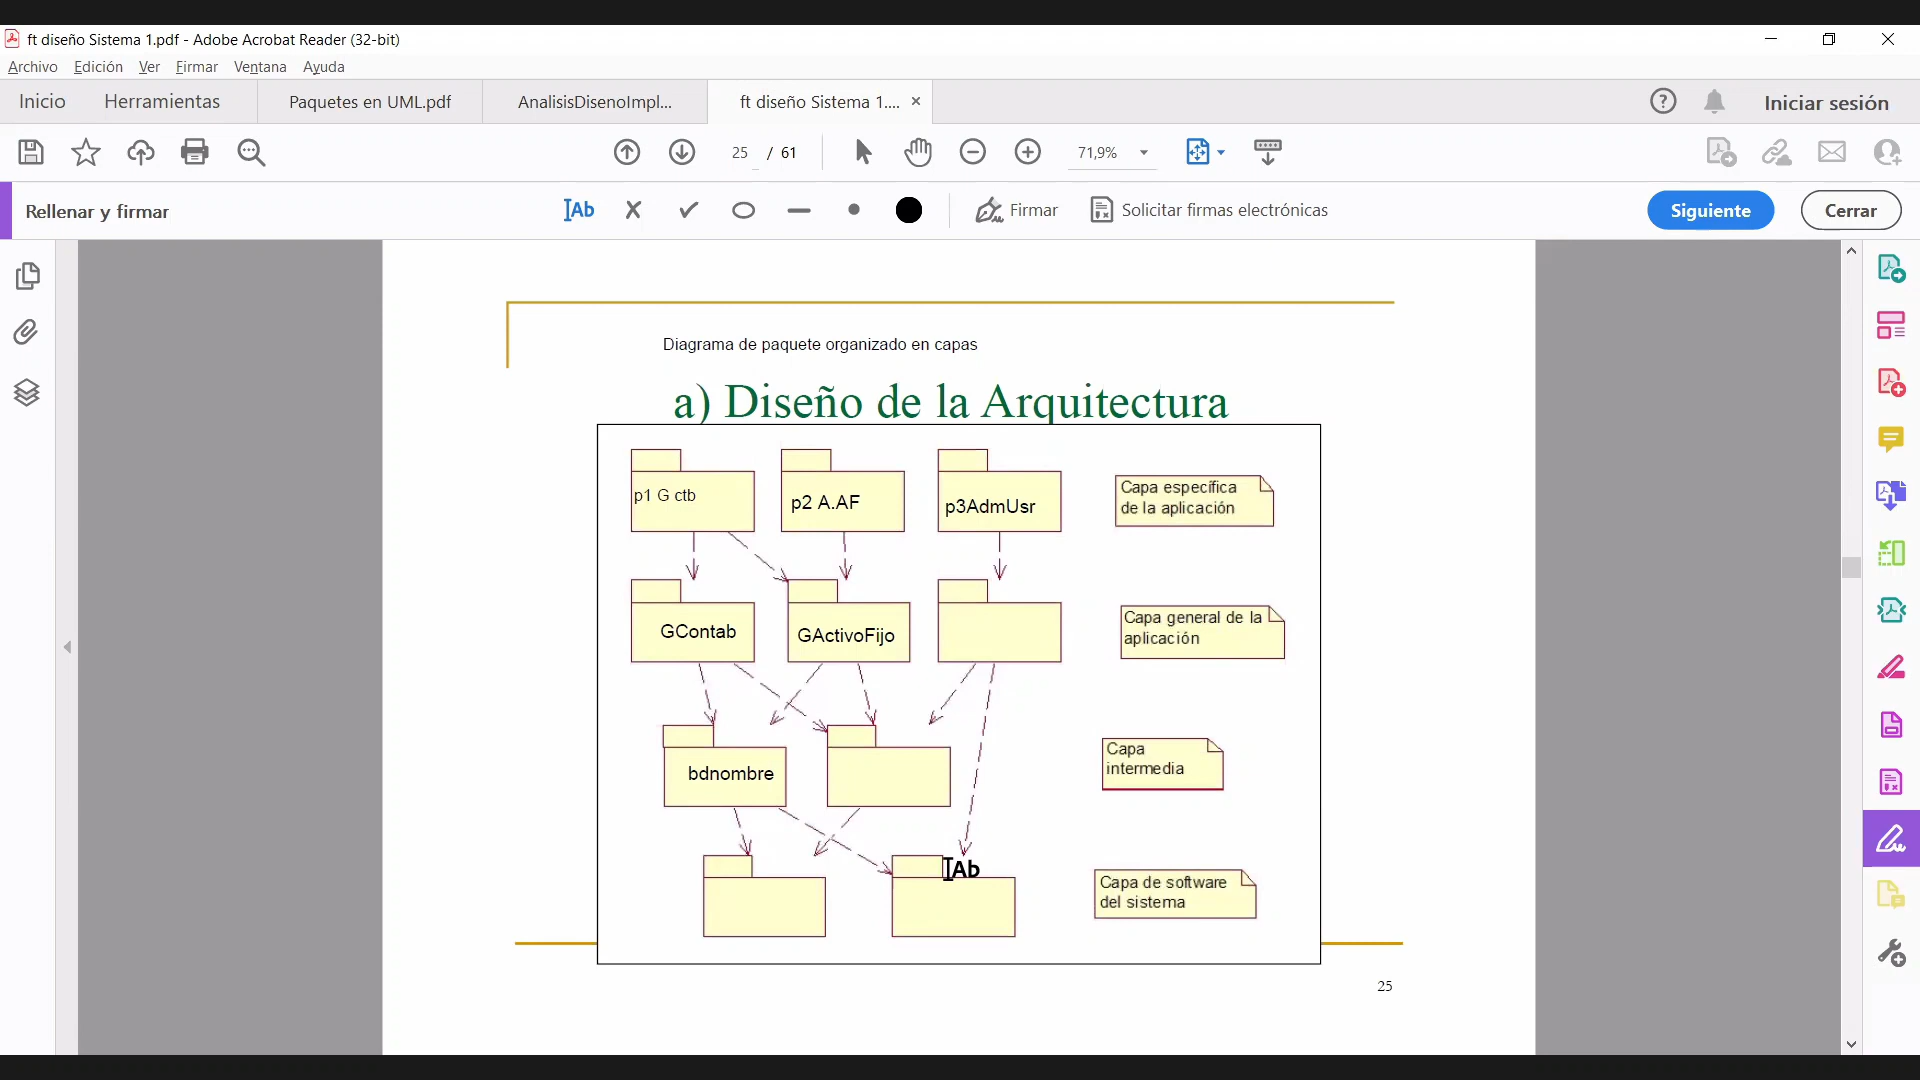 ft diseño Sistema 1.pdf - Adobe Acrobat Reader (32-bit)
Archivo Edición Ver Firmar Ventana Ayuda
Inicio Herramientas Paquetes en UML.pdf AnalisisDisenoImpl... ft diseño Sistema 1.... Iniciar sesión
25 / 61 71,9%
Rellenar y firmar Ab Firmar Solicitar firmas electrónicas Siguiente Cerrar
Diagrama de paquete organizado en capas
a) Diseño de la Arquitectura
p1 G ctb
p2 A.AF
p3AdmUsr
Capa específica
de la aplicación
GContab
GActivoFijo
Capa general de la
aplicación
bdnombre
Capa
intermedia
Ab
Capa de software
del sistema
25